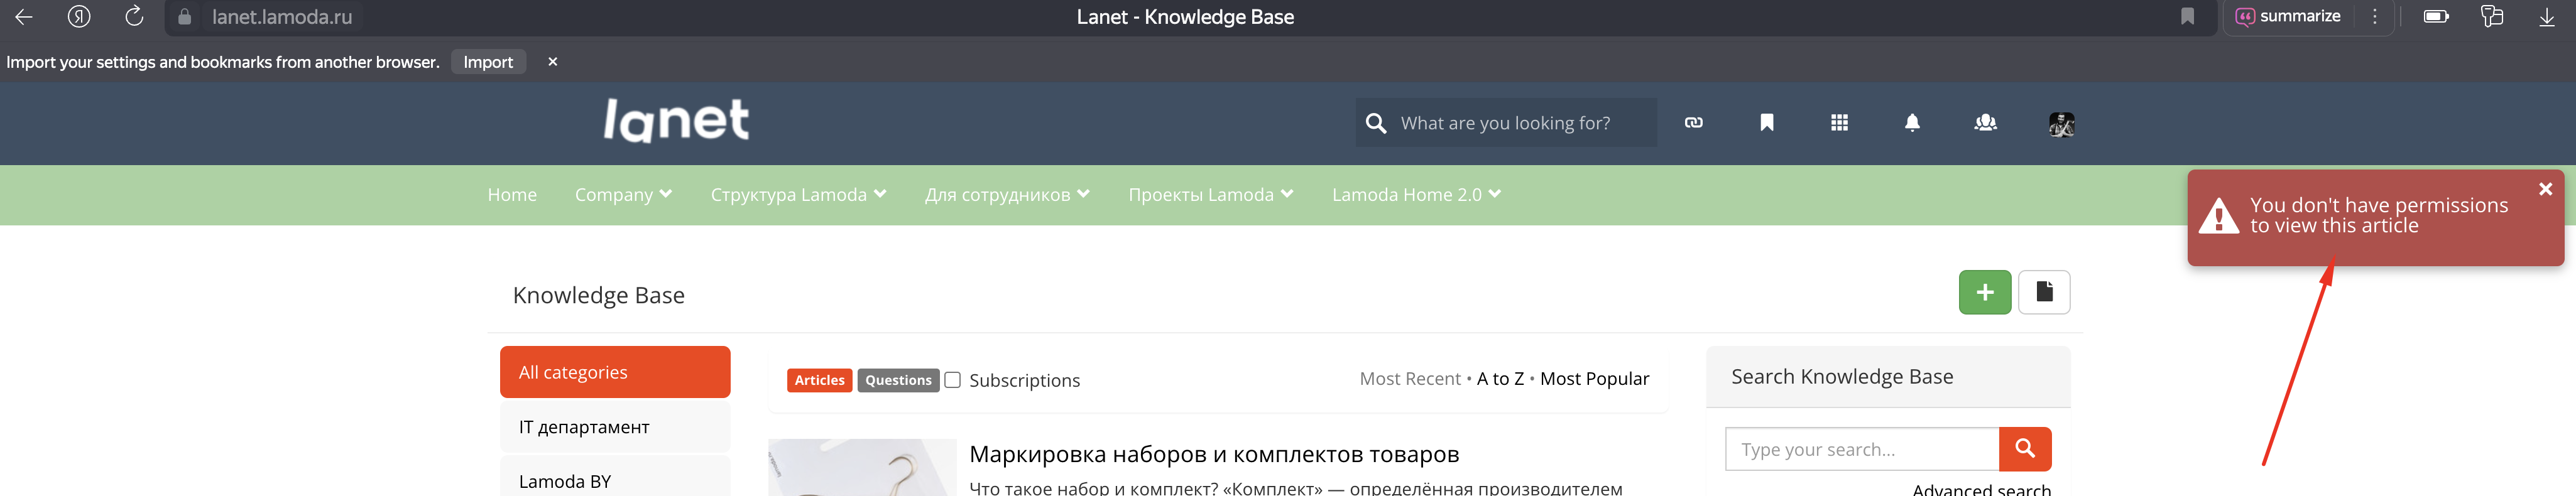 lanet.lamoda.ru
Lanet - Knowledge Base
summarize
Import your settings and bookmarks from another browser.
Import
lanet
What are you looking for?
Home
Company
Структура Lamoda
Для сотрудников
Проекты Lamoda
Lamoda Home 2.0
You don't have permissions
to view this article
Knowledge Base
All categories
IT департамент
Lamoda BY
Articles Questions Subscriptions
Most Recent • A to Z • Most Popular
Маркировка наборов и комплектов товаров
Что такое набор и комплект? «Комплект» — определённая производителем
Search Knowledge Base
Type your search...
Advanced search